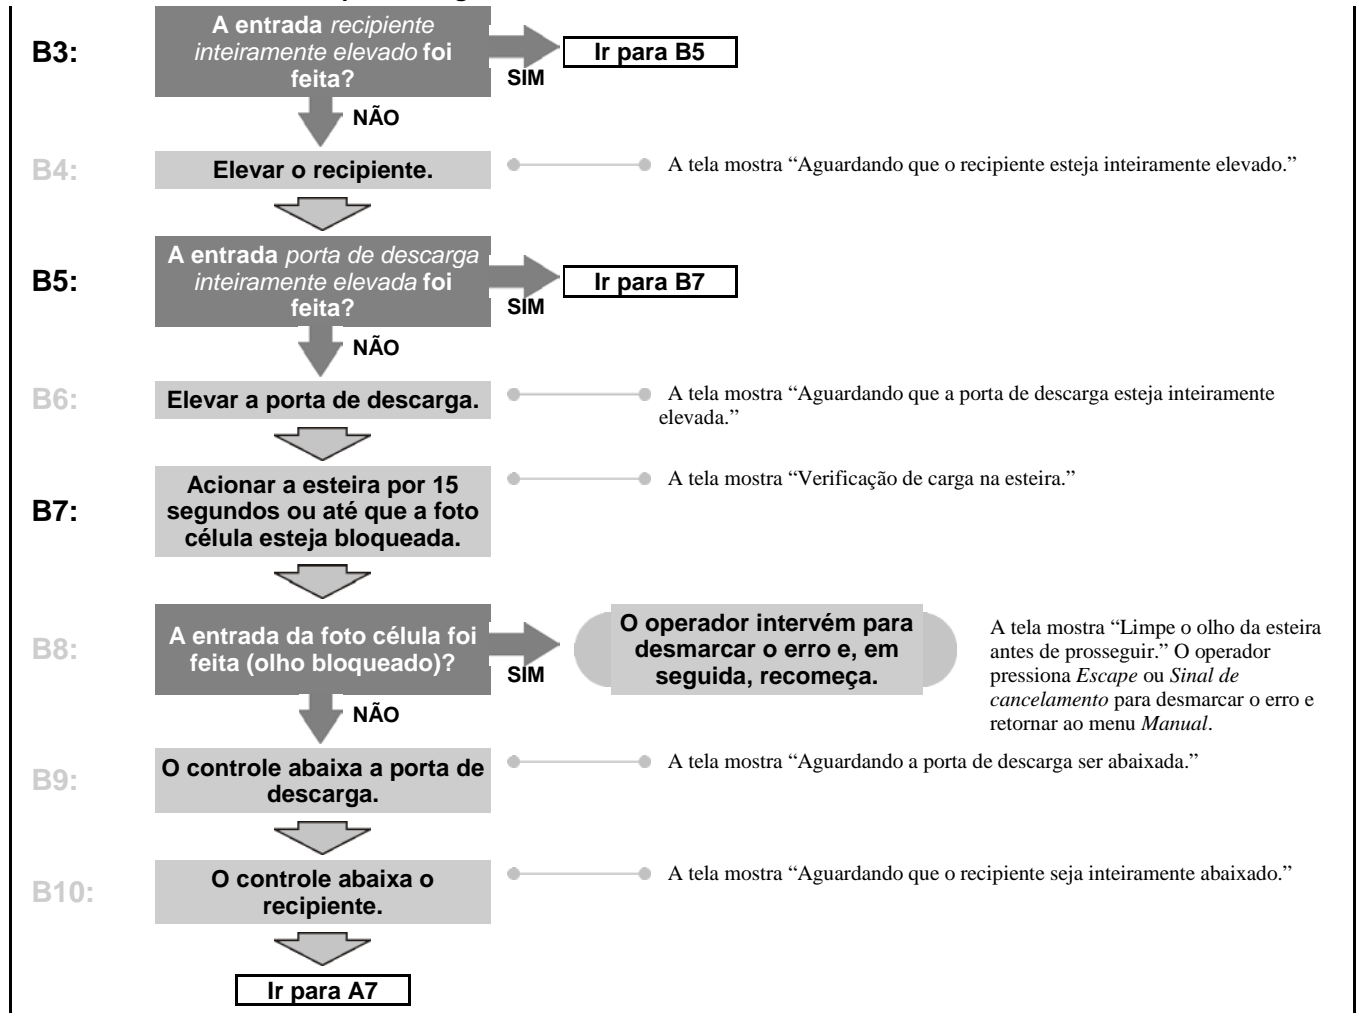 B3:
A entrada recipiente
inteiramente elevado foi
feita?
SIM
Ir para B5
NÃO
B4:
Elevar o recipiente.
A tela mostra “Aguardando que o recipiente esteja inteiramente elevado.”
B5:
A entrada porta de descarga
inteiramente elevada foi
feita?
SIM
Ir para B7
NÃO
B6:
Elevar a porta de descarga.
A tela mostra “Aguardando que a porta de descarga esteja inteiramente
elevada.”
B7:
Acionar a esteira por 15
segundos ou até que a foto
célula esteja bloqueada.
A tela mostra “Verificação de carga na esteira.”
B8:
A entrada da foto célula foi
feita (olho bloqueado)?
SIM
O operador intervém para
desmarcar o erro e, em
seguida, recomeça.
A tela mostra “Limpe o olho da esteira
antes de prosseguir.” O operador
pressiona Escape ou Sinal de
cancelamento para desmarcar o erro e
retornar ao menu Manual.
NÃO
B9:
O controle abaixa a porta de
descarga.
A tela mostra “Aguardando a porta de descarga ser abaixada.”
B10:
O controle abaixa o
recipiente.
A tela mostra “Aguardando que o recipiente seja inteiramente abaixado.”
Ir para A7